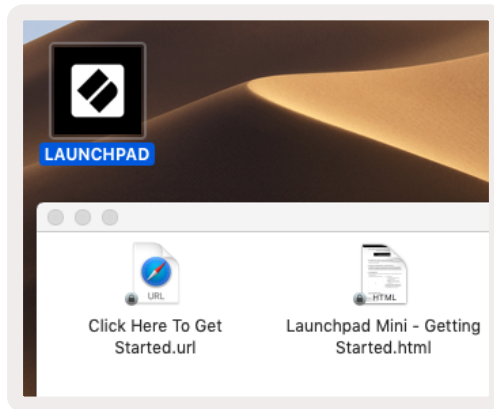 LAUNCHPAD
URL
HTML
Click Here To Get
Started.url
Launchpad Mini - Getting
Started.html